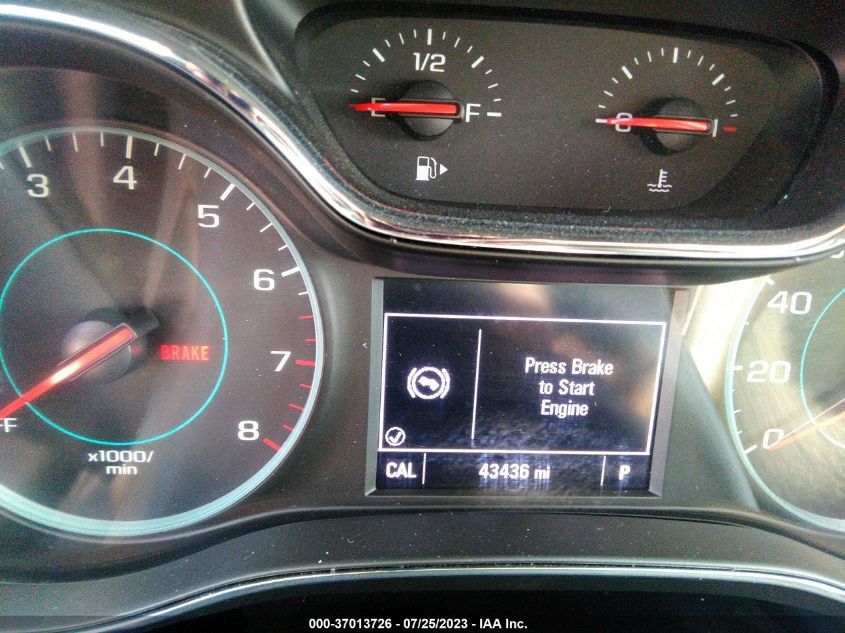 1/2
E F
C
3 4 5 6 7 8
BRAKE
x1000/
min
Press Brake
to Start
Engine
CAL 43436 mi P
40
20
0
000-37013726 - 07/25/2023 - IAA Inc.